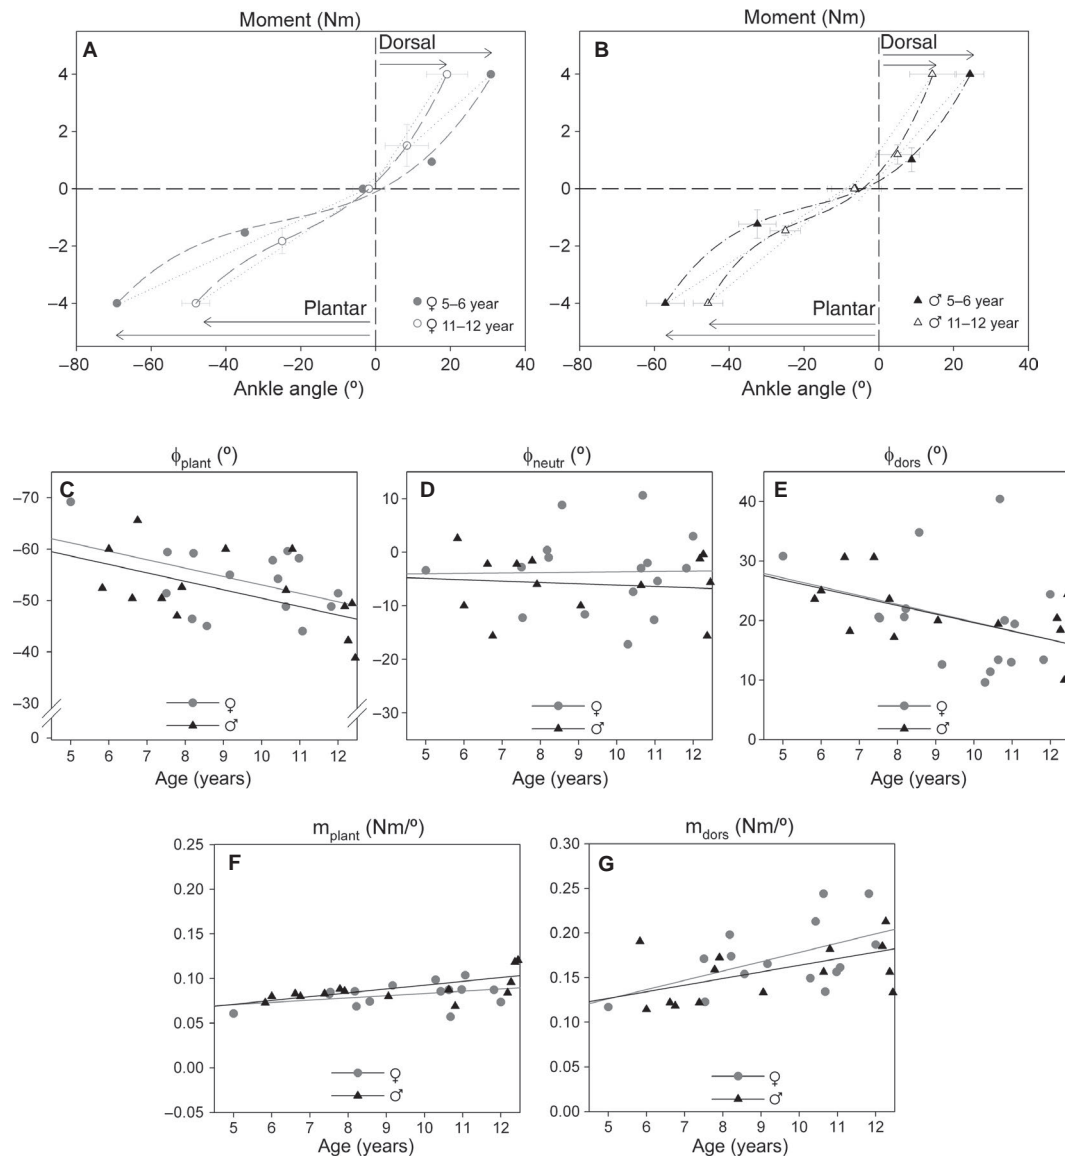 Moment (Nm)
A
Dorsal
4
2
0
−2
−4
Plantar
♀ 5–6 year
♀ 11–12 year
−80 −60 −40 −20 0 20 40
Ankle angle (º)
Moment (Nm)
B
Dorsal
4
2
0
−2
−4
Plantar
♂ 5–6 year
♂ 11–12 year
−80 −60 −40 −20 0 20 40
Ankle angle (º)
ϕplant (º)
C
−70
−60
−50
−40
−30
0
♀
♂
5 6 7 8 9 10 11 12
Age (years)
ϕneutr (º)
D
10
0
−10
−20
−30
♀
♂
5 6 7 8 9 10 11 12
Age (years)
ϕdors (º)
E
40
30
20
10
0
♀
♂
5 6 7 8 9 10 11 12
Age (years)
mplant (Nm/º)
F
0.25
0.20
0.15
0.10
0.05
0.00
−0.05
♀
♂
5 6 7 8 9 10 11 12
Age (years)
mdors (Nm/º)
G
0.30
0.25
0.20
0.15
0.10
0.05
0.00
♀
♂
5 6 7 8 9 10 11 12
Age (years)